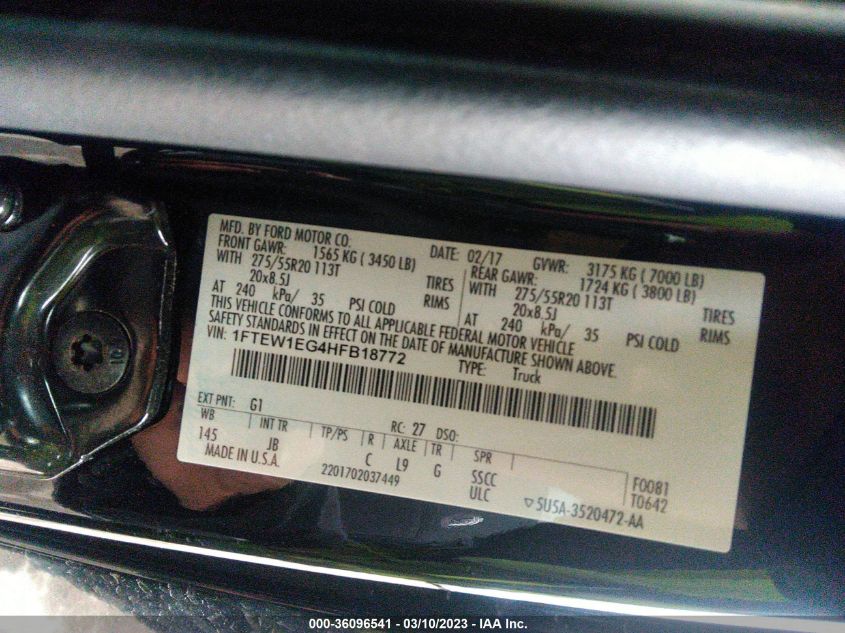 MFD. BY FORD MOTOR CO.
DATE: 02/17 GVWR: 3175 KG ( 7000 LB)
FRONT GAWR: 1565 KG ( 3450 LB) REAR GAWR: 1724 KG ( 3800 LB)
WITH 275/55R20 113T TIRES WITH 275/55R20 113T TIRES
20x8.5J RIMS 20x8.5J RIMS
AT 240 kPa/ 35 PSI COLD AT 240 kPa/ 35 PSI COLD
THIS VEHICLE CONFORMS TO ALL APPLICABLE FEDERAL MOTOR VEHICLE
SAFETY STANDARDS IN EFFECT ON THE DATE OF MANUFACTURE SHOWN ABOVE.
VIN: 1FTEW1EG4HFB18772
TYPE: Truck
EXT PNT: G1 RC: 27 DSO:
WB INT TR TP/PS R AXLE TR SPR
145 JB C L9 G SSCC F0081
MADE IN U.S.A. 2201702037449 ULC T0642
▽SU5A-3520472-AA
000-36096541 - 03/10/2023 - IAA Inc.